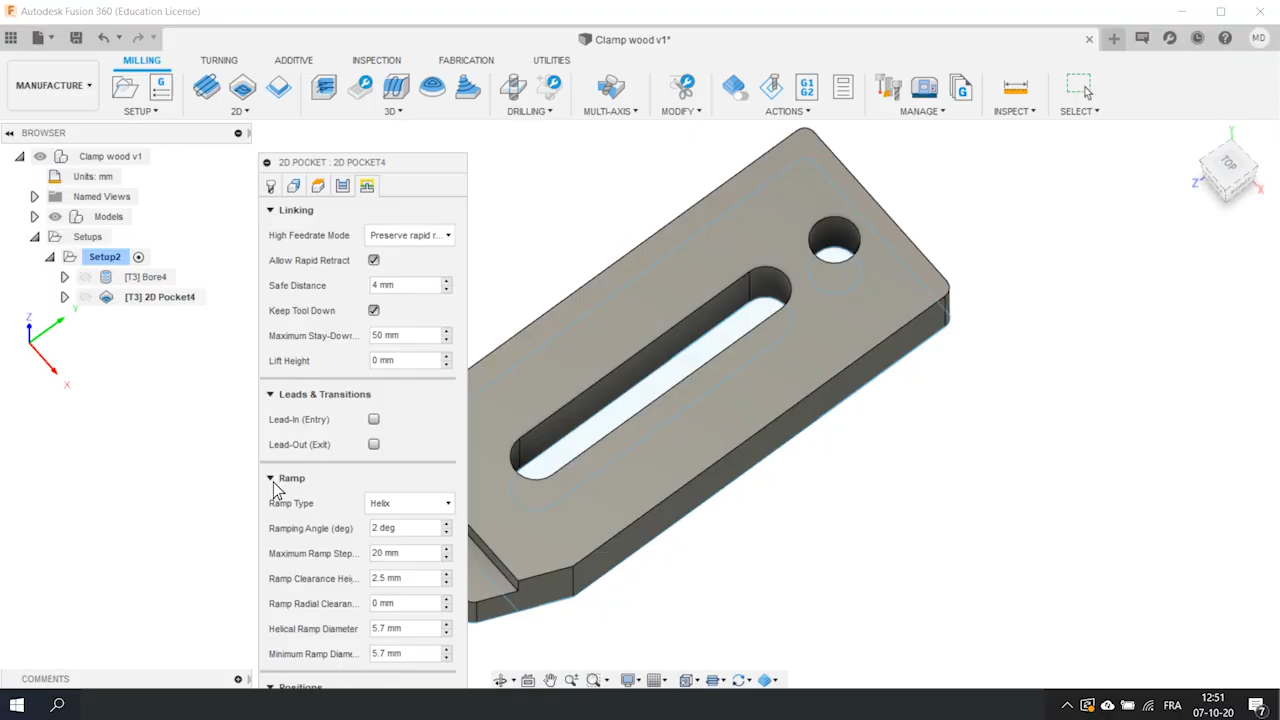 Autodesk Fusion 360 (Education License)
Clamp wood v1*
MD
MILLING
TURNING
ADDITIVE
INSPECTION
FABRICATION
UTILITIES
MANUFACTURE
G
G1
G2
SETUP
2D
3D
DRILLING
MULTI-AXIS
MODIFY
ACTIONS
MANAGE
INSPECT
SELECT
BROWSER
Clamp wood v1
Units: mm
Named Views
Models
Setups
Setup2
[T3] Bore4
[T3] 2D Pocket4
Z
Y
X
2D POCKET : 2D POCKET4
Linking
High Feedrate Mode
Preserve rapid r...
Allow Rapid Retract
Safe Distance
4 mm
Keep Tool Down
Maximum Stay-Dow...
50 mm
Lift Height
0 mm
Leads & Transitions
Lead-In (Entry)
Lead-Out (Exit)
Ramp
Ramp Type
Helix
Ramping Angle (deg)
2 deg
Maximum Ramp Step...
20 mm
Ramp Clearance Hei...
2.5 mm
Ramp Radial Clearan...
0 mm
Helical Ramp Diameter
5.7 mm
Minimum Ramp Diame...
5.7 mm
Positions
Y
TOP
Z
X
COMMENTS
FRA
12:51
07-10-20
7